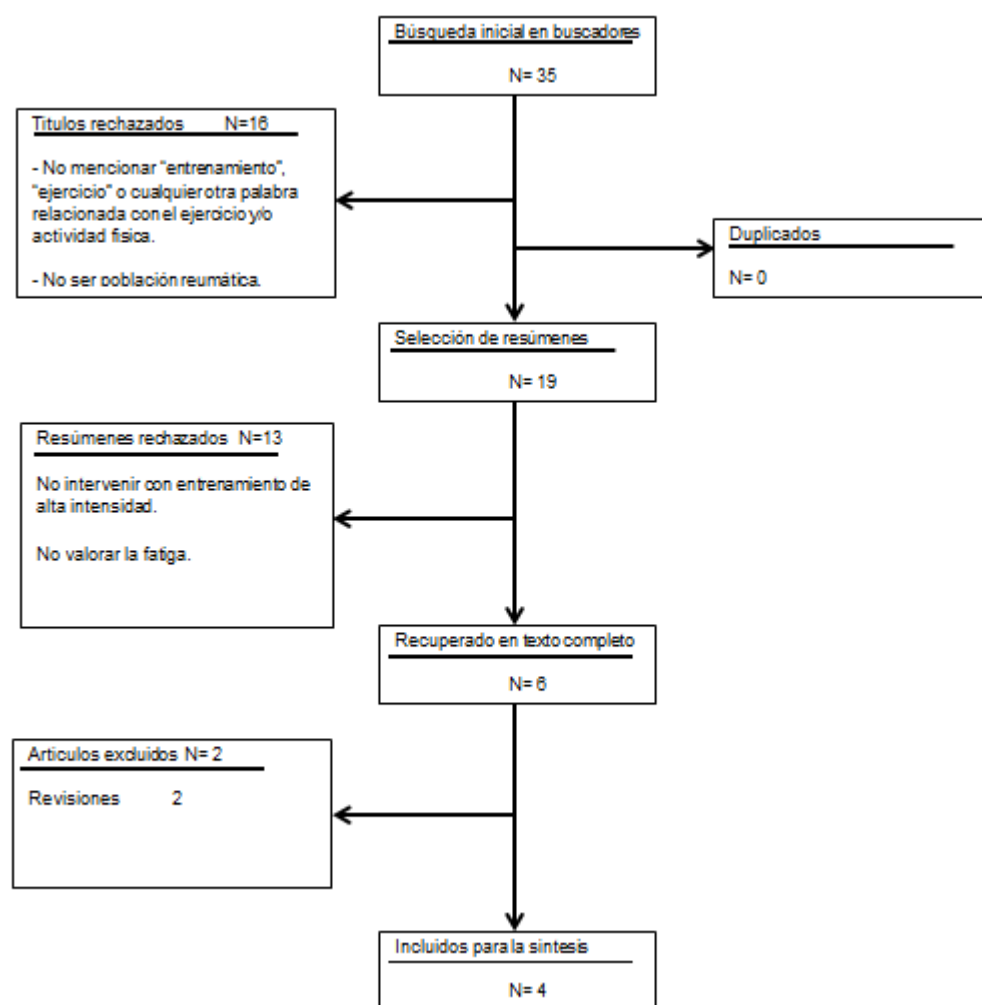 Búsqueda inicial en buscadores
N= 35
Titulos rechazados N=16
- No mencionar "entrenamiento",
"ejercicio" o cualquier otra palabra
relacionada con el ejercicio y/o
actividad fisica.
- No ser población reumática.
Duplicados
N= 0
Selección de resúmenes
N= 19
Resúmenes rechazados N=13
No intervenir con entrenamiento de
alta intensidad.
No valorar la fatiga.
Recuperado en texto completo
N= 6
Articulos excluidos N= 2
Revisiones 2
Incluidos para la sintesis
N= 4